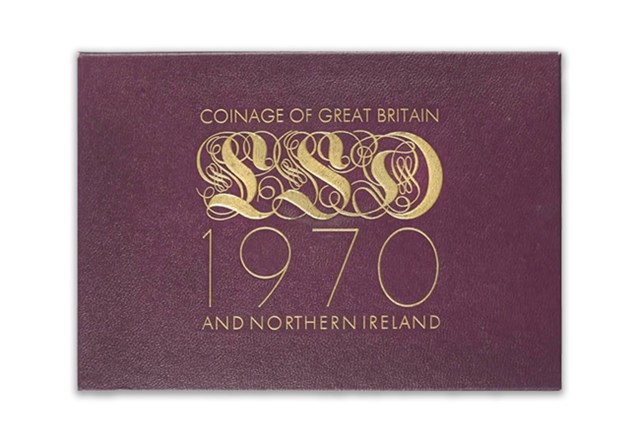 COINAGE OF GREAT BRITAIN
LSD
1970
AND NORTHERN IRELAND